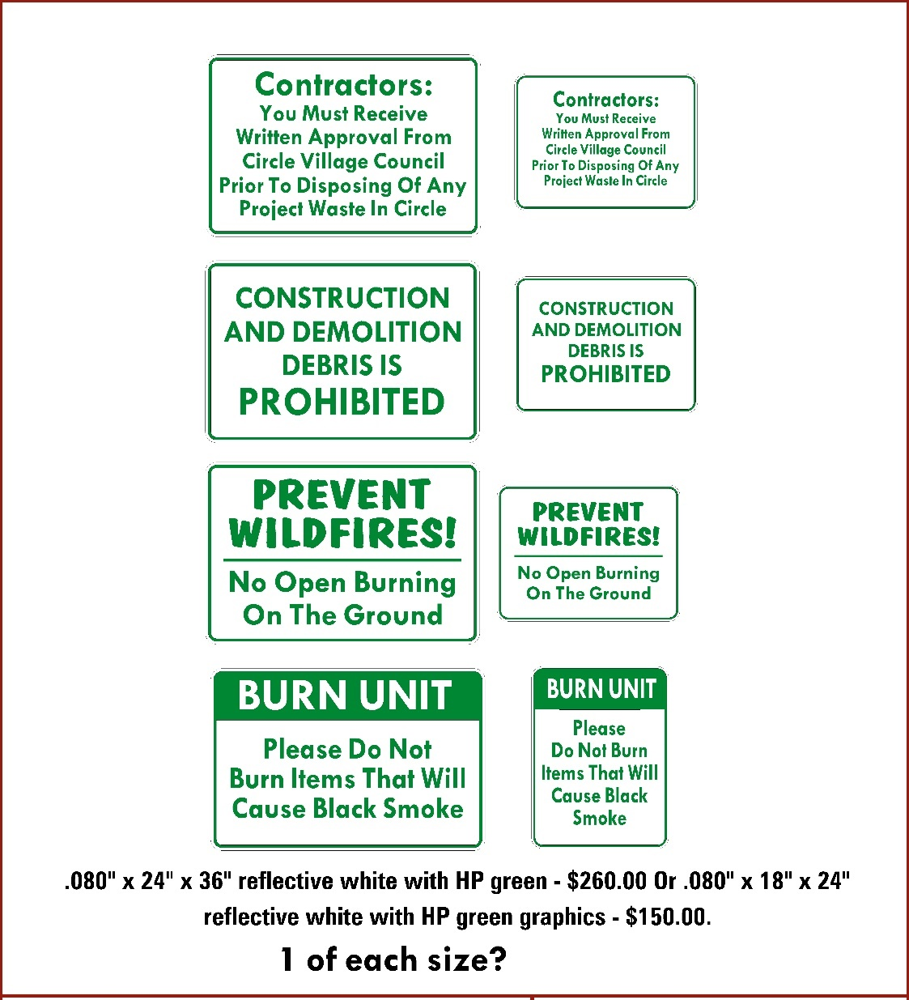 Contractors:
You Must Receive
Written Approval From
Circle Village Council
Prior To Disposing Of Any
Project Waste In Circle
Contractors:
You Must Receive
Written Approval From
Circle Village Council
Prior To Disposing Of Any
Project Waste In Circle
CONSTRUCTION
AND DEMOLITION
DEBRIS IS
PROHIBITED
CONSTRUCTION
AND DEMOLITION
DEBRIS IS
PROHIBITED
PREVENT
WILDFIRES!
No Open Burning
On The Ground
PREVENT
WILDFIRES!
No Open Burning
On The Ground
BURN UNIT
Please Do Not
Burn Items That Will
Cause Black Smoke
BURN UNIT
Please
Do Not Burn
Items That Will
Cause Black
Smoke
.080" x 24" x 36" reflective white with HP green - $260.00 Or .080" x 18" x 24"
reflective white with HP green graphics - $150.00.
1 of each size?